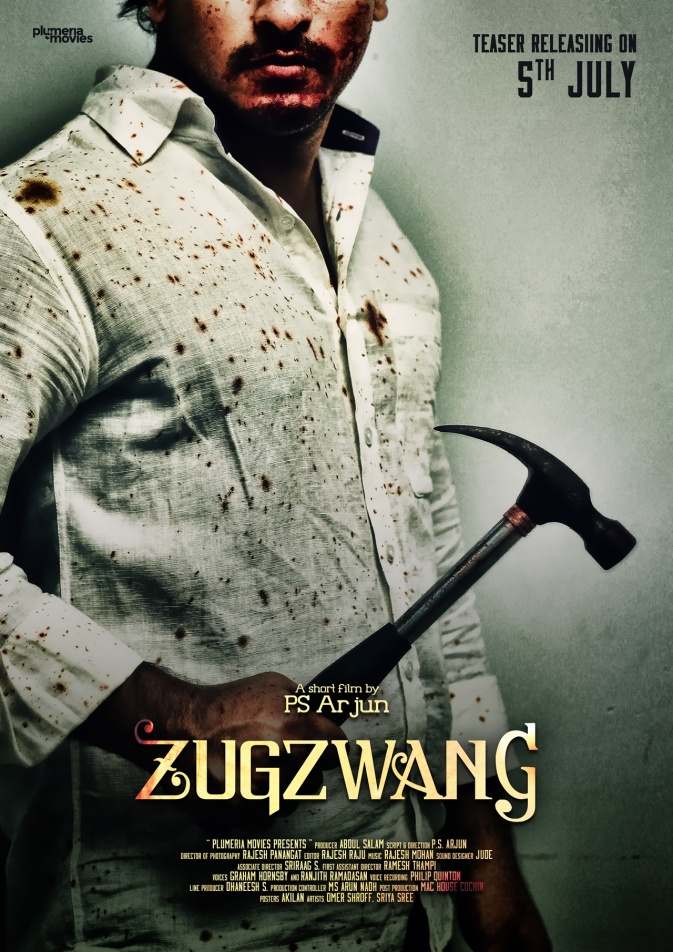 plumeria
movies
TEASER RELEASIING ON
5TH JULY
A short film by
PS Arjun
ZUGZWANG
" PLUMERIA MOVIES PRESENTS " PRODUCER ABDUL SALAM SCRIPT & DIRECTION P.S. ARJUN
DIRECTOR OF PHOTOGRAPHY RAJESH PANANGAT EDITOR RAJESH RAJU MUSIC RAJESH MOHAN SOUND DESIGNER JUDE
ASSOCIATE DIRECTOR SRIRAAG S. FIRST ASSISTANT DIRECTOR RAMESH THAMPI
VOICES GRAHAM HORNSBY AND RANJITH RAMADASAN VOICE RECORDING PHILIP QUINTON
LINE PRODUCER DHANEESH S. PRODUCTION CONTROLLER MS ARUN NADH POST PRODUCTION MAC HOUSE COCHIN
POSTERS AKILAN ARTISTS OMER SHROFF. SRIYA SREE